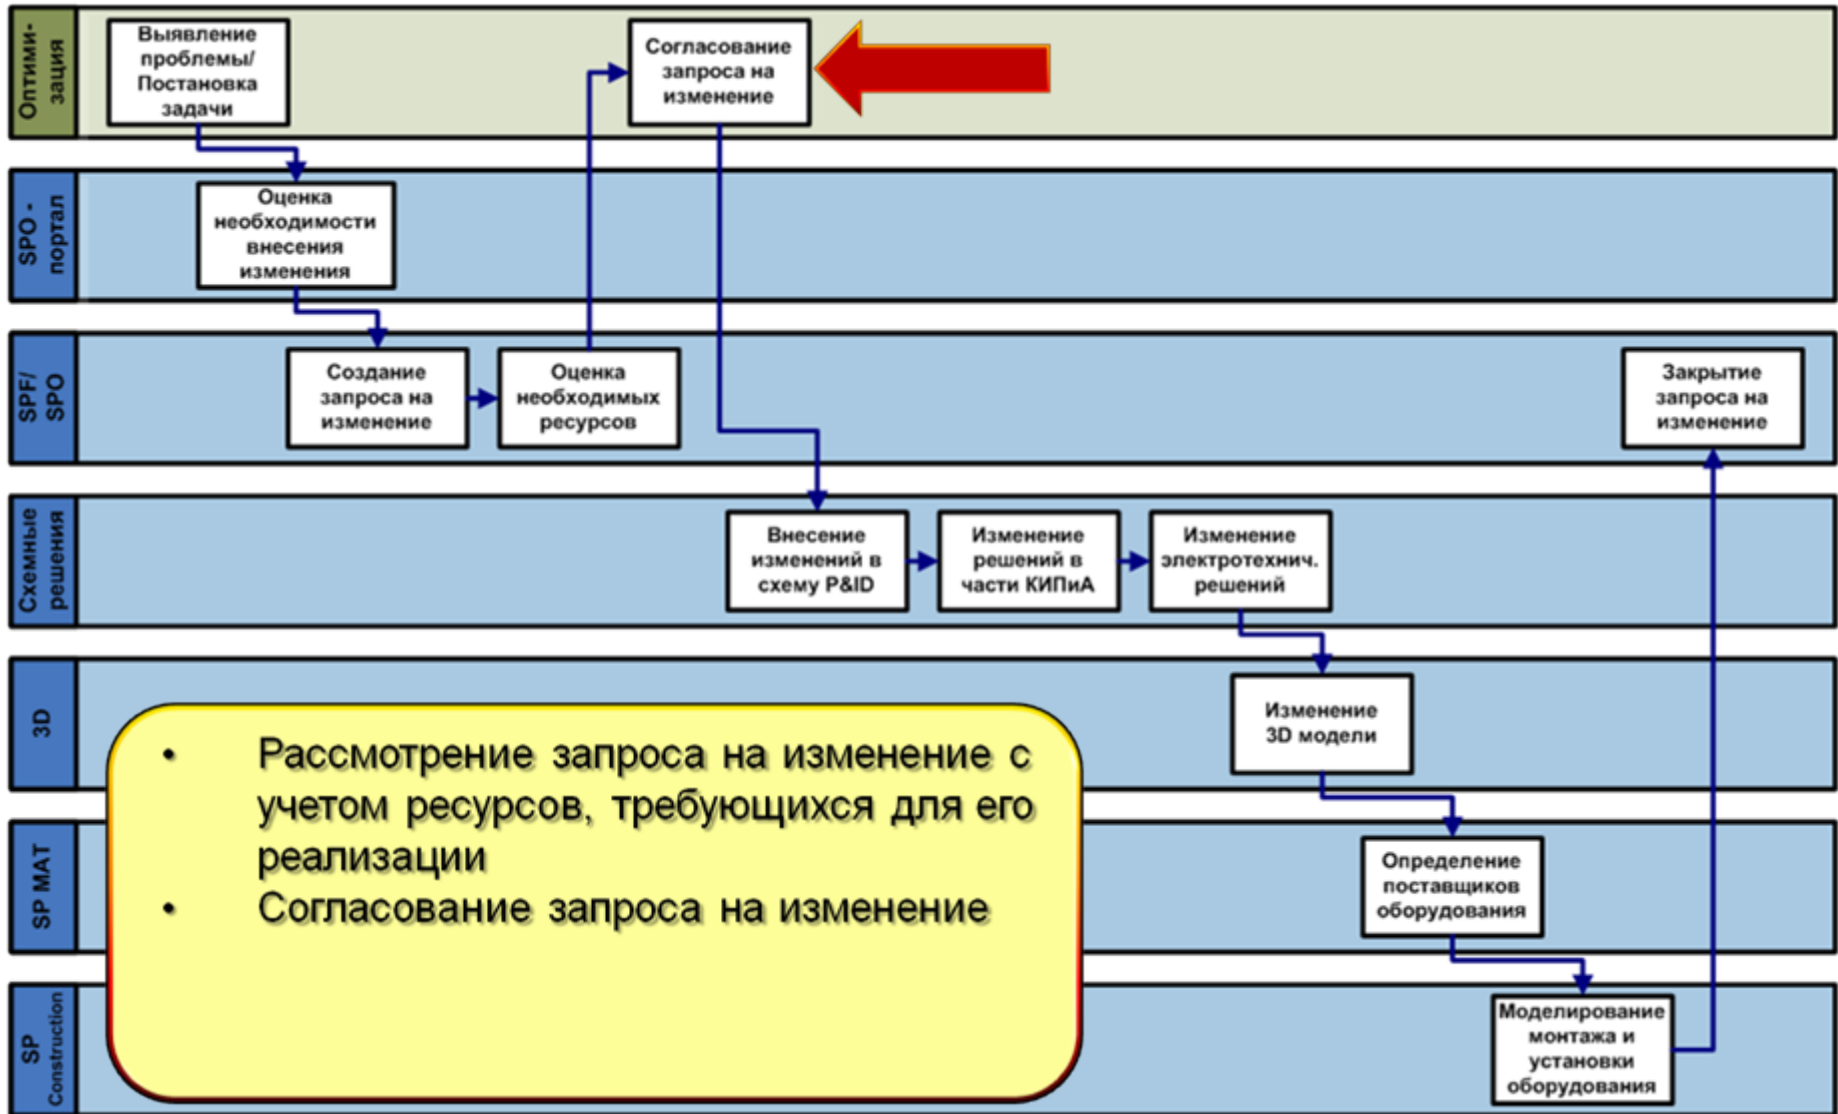 Оптими-
зация
Выявление
проблемы/
Постановка
задачи
Согласование
запроса на
изменение
SPO -
портал
Оценка
необходимости
внесения
изменения
SPF/
SPO
Создание
запроса на
изменение
Оценка
необходимых
ресурсов
Закрытие
запроса на
изменение
Схемные
решения
Внесение
изменений в
схему P&ID
Изменение
решений в
части КИПиА
Изменение
электротехнич.
решений
3D
Изменение
3D модели
• Рассмотрение запроса на изменение с
учетом ресурсов, требующихся для его
реализации
• Согласование запроса на изменение
SP MAT
Определение
поставщиков
оборудования
SP
Construction
Моделирование
монтажа и
установки
оборудования